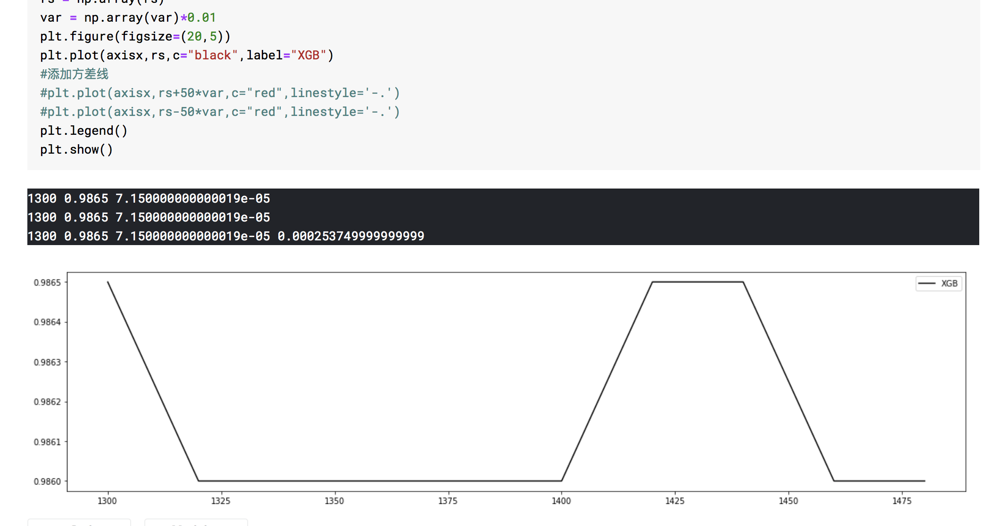 rs = np.array(rs)
var = np.array(var)*0.01
plt.figure(figsize=(20,5))
plt.plot(axisx,rs,c="black",label="XGB")
#添加方差线
#plt.plot(axisx,rs+50*var,c="red",linestyle='-.')
#plt.plot(axisx,rs-50*var,c="red",linestyle='-.')
plt.legend()
plt.show()
1300 0.9865 7.150000000000019e-05
1300 0.9865 7.150000000000019e-05
1300 0.9865 7.150000000000019e-05 0.000253749999999999
XGB
0.9865
0.9864
0.9863
0.9862
0.9861
0.9860
1300 1325 1350 1375 1400 1425 1450 1475